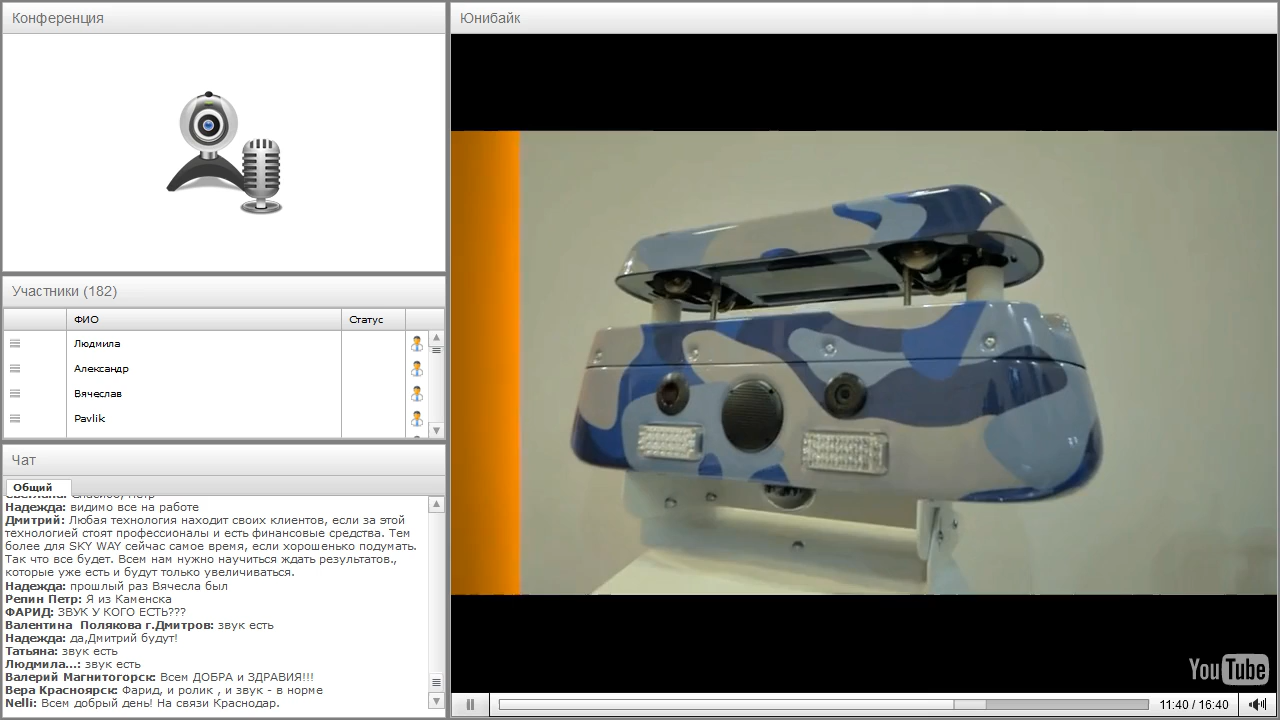 Конференция
Юнибайк
Участники (182)
ФИО
Статус
Людмила
Александр
Вячеслав
Pavlik
Чат
Общий
Светлана: Спасибо, Петр
Надежда: видимо все на работе
Дмитрий: Любая технология находит своих клиентов, если за этой
технологией стоят профессионалы и есть финансовые средства. Тем
более для SKY WAY сейчас самое время, если хорошенько подумать.
Так что все будет. Всем нам нужно научиться ждать результатов.,
которые уже есть и будут только увеличиваться.
Надежда: прошлый раз Вячесла был
Репин Петр: Я из Каменска
ФАРИД: ЗВУК У КОГО ЕСТЬ???
Валентина Полякова г.Дмитров: звук есть
Надежда: да,Дмитрий будут!
Татьяна: звук есть
Людмила...: звук есть
Валерий Магнитогорск: Всем ДОБРА и ЗДРАВИЯ!!!
Вера Красноярск: Фарид, и ролик , и звук - в норме
Nelli: Всем добрый день! На связи Краснодар.
YouTube
11:40 / 16:40